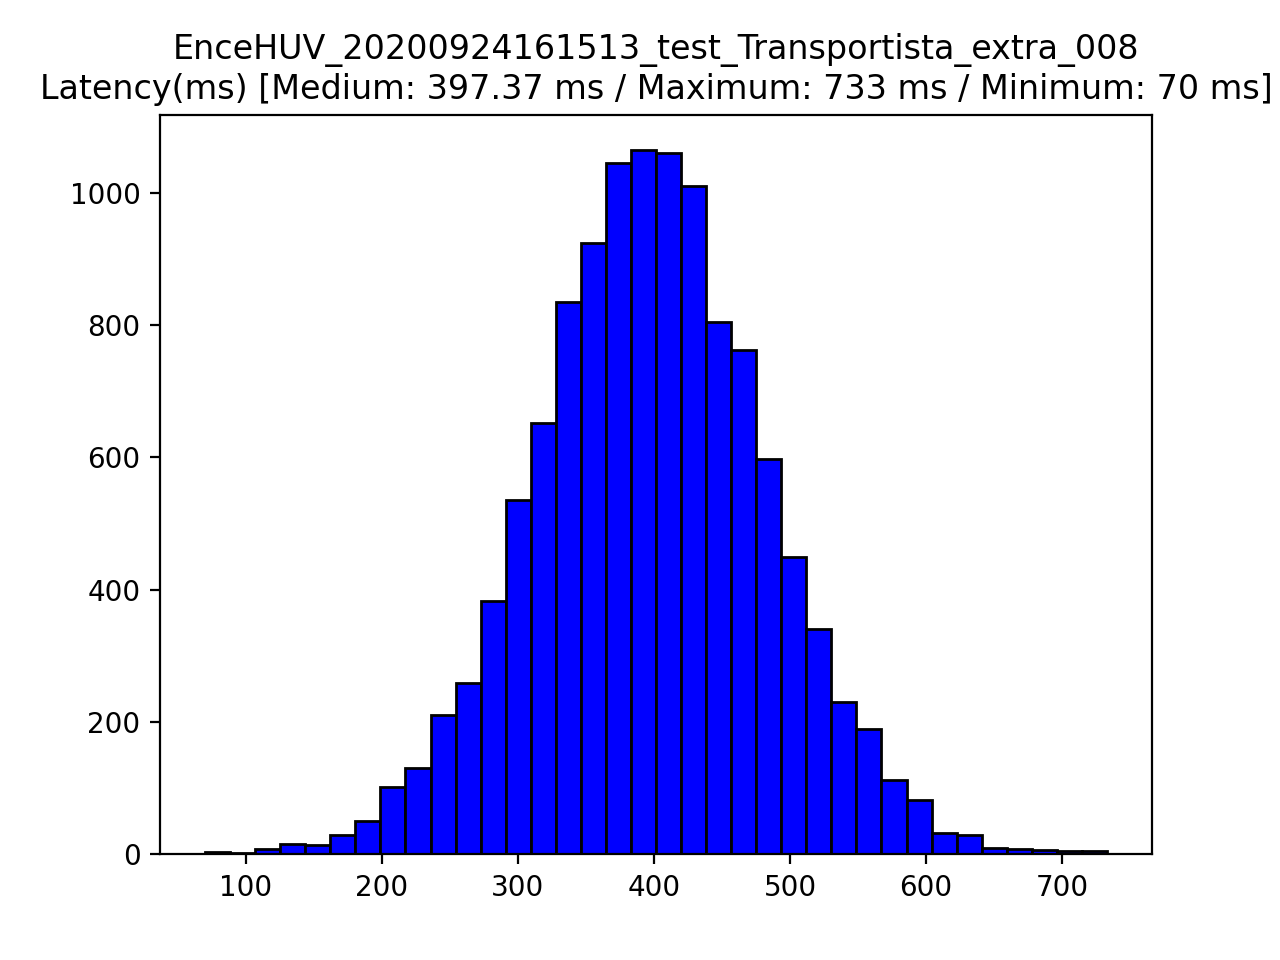 EnceHUV_20200924161513_test_Transportista_extra_008
Latency(ms) [Medium: 397.37 ms / Maximum: 733 ms / Minimum: 70 ms]
1000
800
600
400
200
0
100 200 300 400 500 600 700